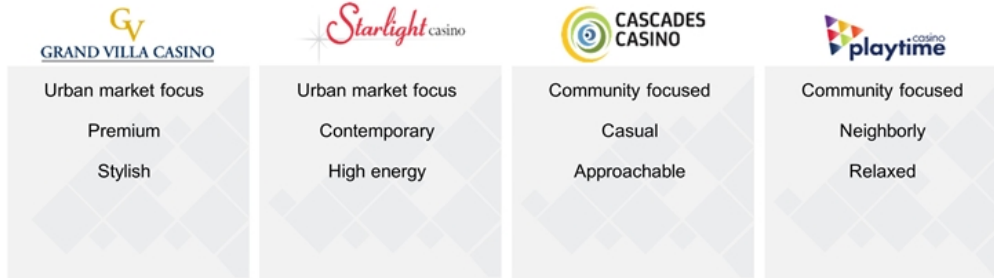 GV
GRAND VILLA CASINO
Urban market focus
Premium
Stylish
Starlight casino
Urban market focus
Contemporary
High energy
CASCADES
CASINO
Community focused
Casual
Approachable
casino
playtime
Community focused
Neighborly
Relaxed